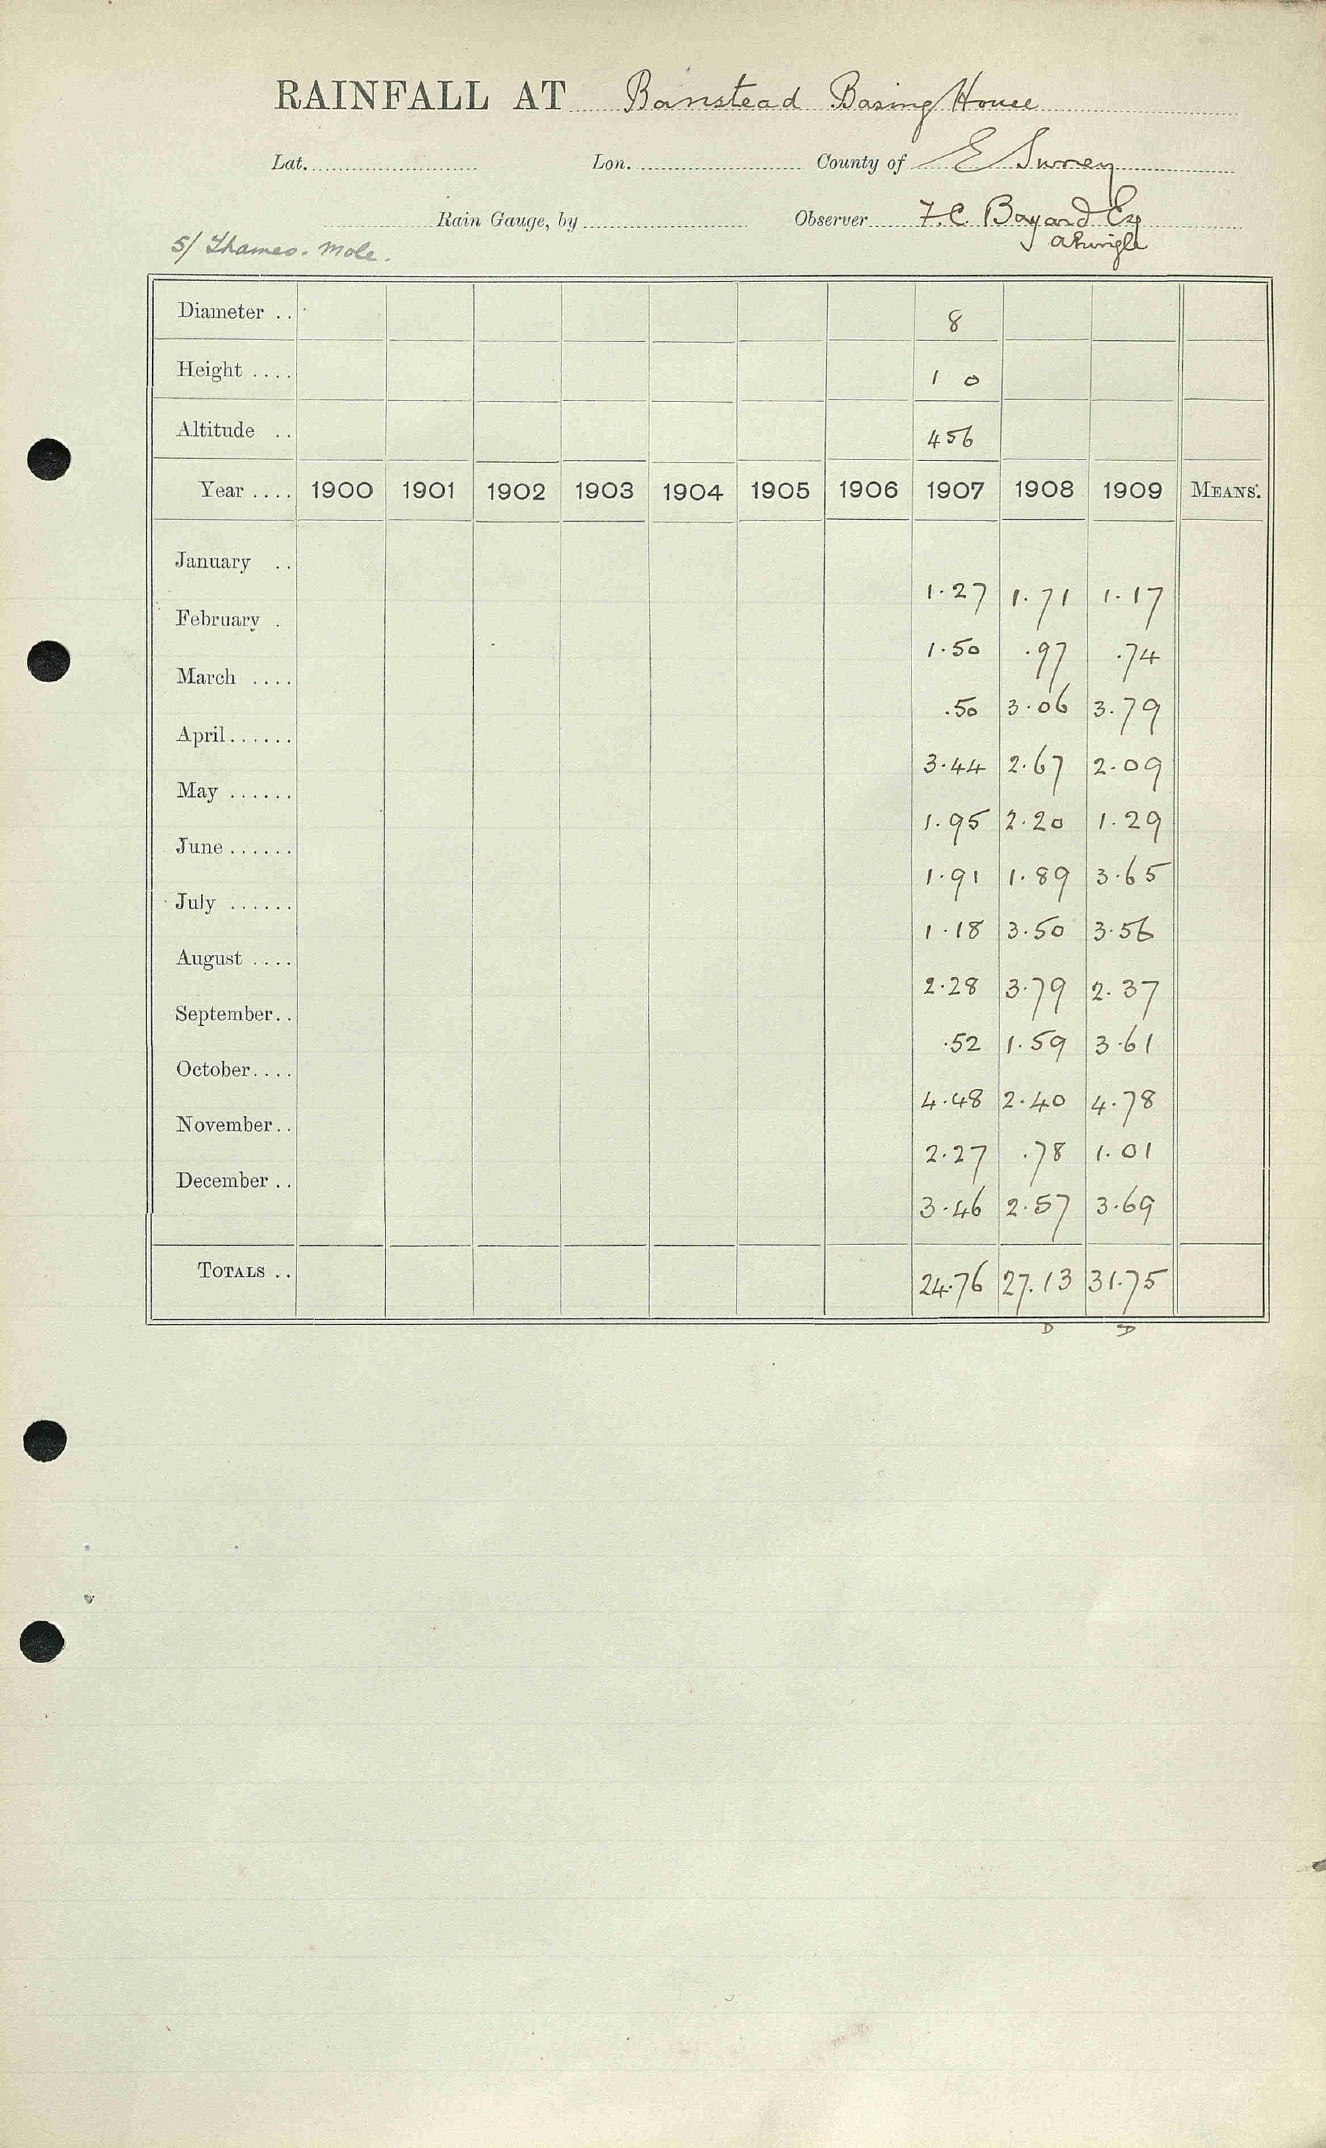 RAINFALL AT Banstead Basing House
Lat. Lon. County of E Surrey
Rain Gauge, by Observer F.C. Bayard Esq
5/ Thames. Mole.
Diameter .. 8
Height .... 1 0
Altitude .. 456
Year .... 1900 1901 1902 1903 1904 1905 1906 1907 1908 1909 MEANS.
January .. 1.27 1.71 1.17
February . 1.50 .97 .74
March .... .50 3.06 3.79
April...... 3.44 2.67 2.09
May ...... 1.95 2.20 1.29
June...... 1.91 1.89 3.65
July ...... 1.18 3.50 3.56
August .... 2.28 3.79 2.37
September.. .52 1.59 3.61
October.... 4.48 2.40 4.78
November.. 2.27 .78 1.01
December .. 3.46 2.57 3.69
TOTALS .. 24.76 27.13 31.75
D D